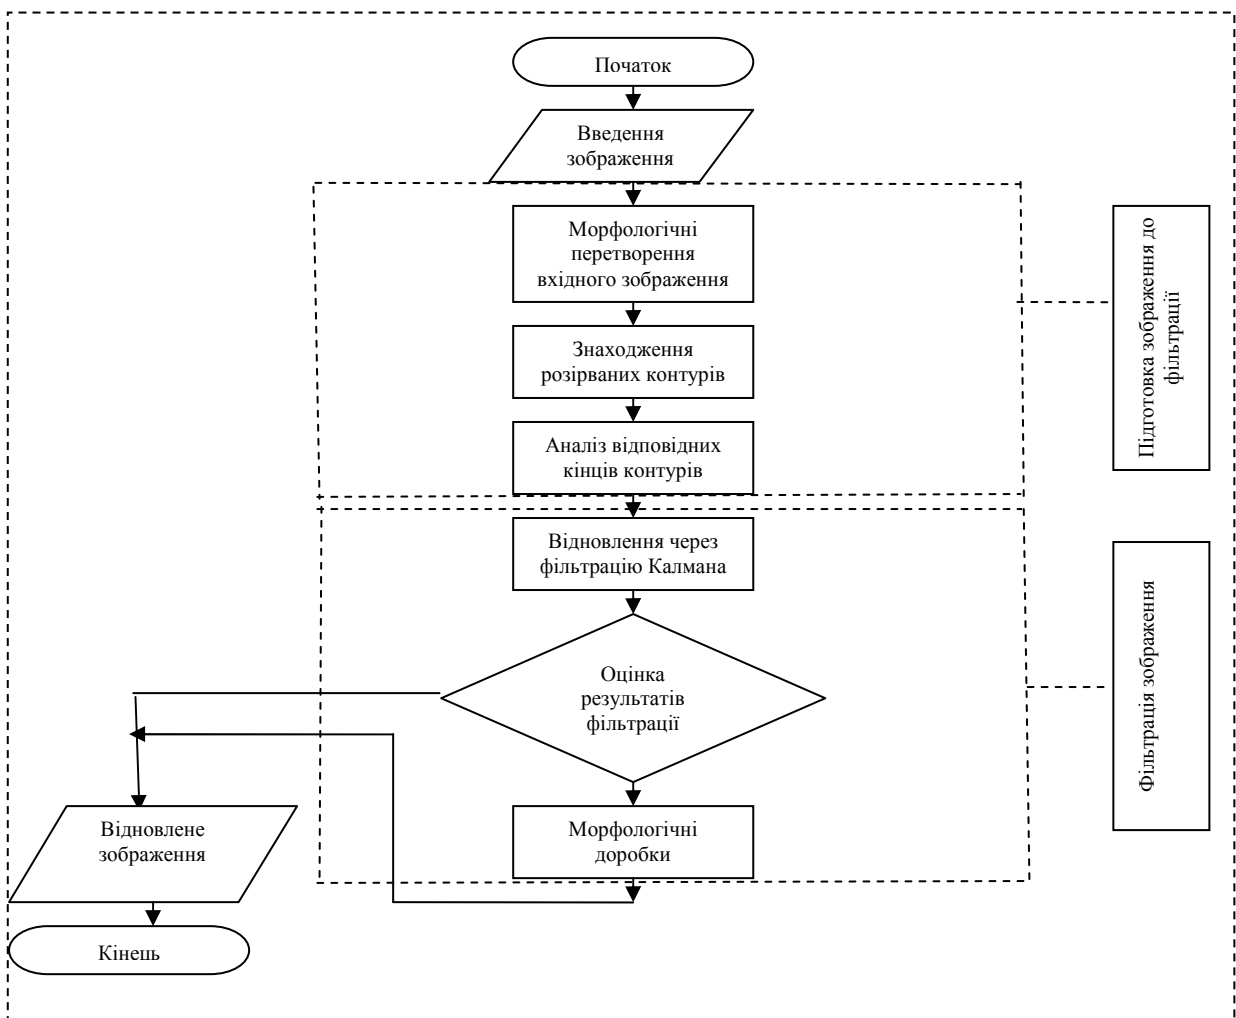 Початок
Введення
зображення
Морфологічні
перетворення
вхідного зображення
Знаходження
розірваних контурів
Аналіз відповідних
кінців контурів
Підготовка зображення до
фільтрації
Відновлення через
фільтрацію Калмана
Оцінка
результатів
фільтрації
Фільтрація зображення
Морфологічні
доробки
Відновлене
зображення
Кінець